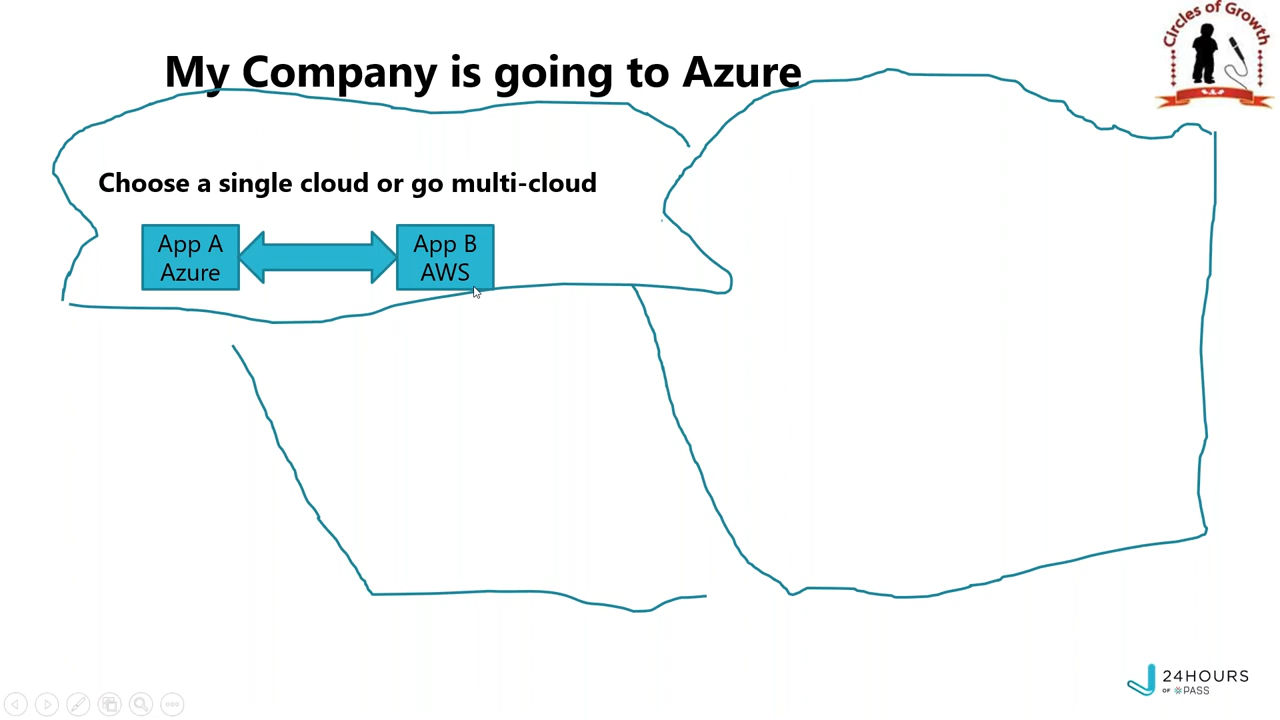 Circles of Growth
My Company is going to Azure
Choose a single cloud or go multi-cloud
App A
Azure
App B
AWS
24HOURS
OF PASS